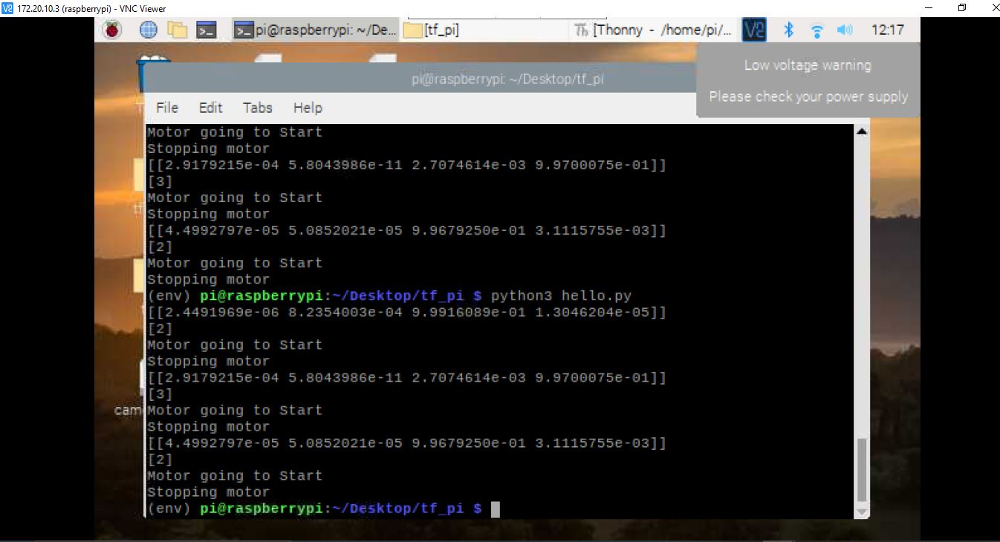 172.20.10.3 (raspberrypi) - VNC Viewer
pi@raspberrypi: ~/De... [tf_pi] [Thonny - /home/pi/... 12:17
Low voltage warning
Please check your power supply
pi@raspberrypi: ~/Desktop/tf_pi
File Edit Tabs Help
Motor going to Start
Stopping motor
[[2.9179215e-04 5.8043986e-11 2.7074614e-03 9.9700075e-01]]
[3]
Motor going to Start
Stopping motor
[[4.4992797e-05 5.0852021e-05 9.9679250e-01 3.1115755e-03]]
[2]
Motor going to Start
Stopping motor
(env) pi@raspberrypi:~/Desktop/tf_pi $ python3 hello.py
[[2.4491969e-06 8.2354003e-04 9.9916089e-01 1.3046204e-05]]
[2]
Motor going to Start
Stopping motor
[[2.9179215e-04 5.8043986e-11 2.7074614e-03 9.9700075e-01]]
[3]
Motor going to Start
Stopping motor
[[4.4992797e-05 5.0852021e-05 9.9679250e-01 3.1115755e-03]]
[2]
Motor going to Start
Stopping motor
(env) pi@raspberrypi:~/Desktop/tf_pi $
cam